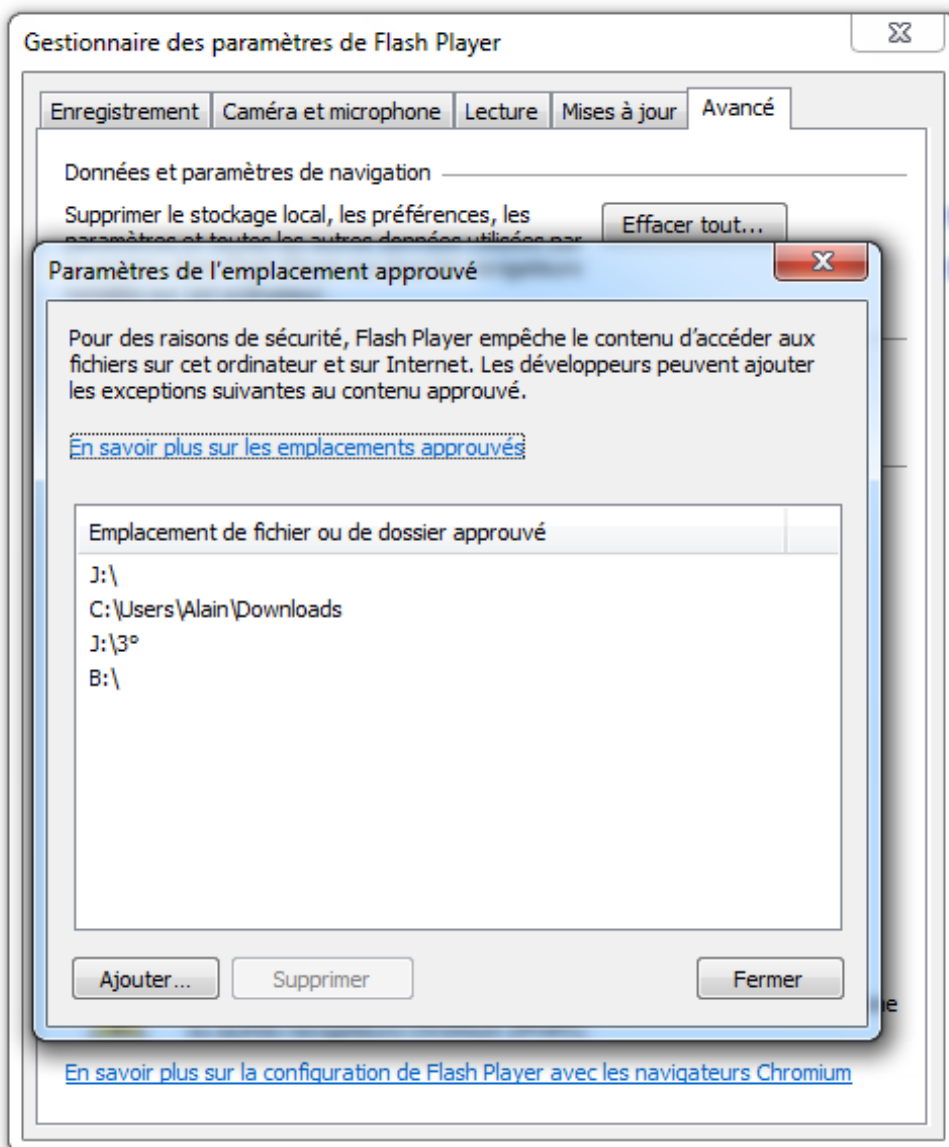 Gestionnaire des paramètres de Flash Player
Enregistrement Caméra et microphone Lecture Mises à jour Avancé
Données et paramètres de navigation
Supprimer le stockage local, les préférences, les
Effacer tout...
Paramètres de l'emplacement approuvé
Pour des raisons de sécurité, Flash Player empêche le contenu d'accéder aux
fichiers sur cet ordinateur et sur Internet. Les développeurs peuvent ajouter
les exceptions suivantes au contenu approuvé.
En savoir plus sur les emplacements approuvés
Emplacement de fichier ou de dossier approuvé
J:\
C:\Users\Alain\Downloads
J:\3°
B:\
Ajouter... Supprimer Fermer
En savoir plus sur la configuration de Flash Player avec les navigateurs Chromium